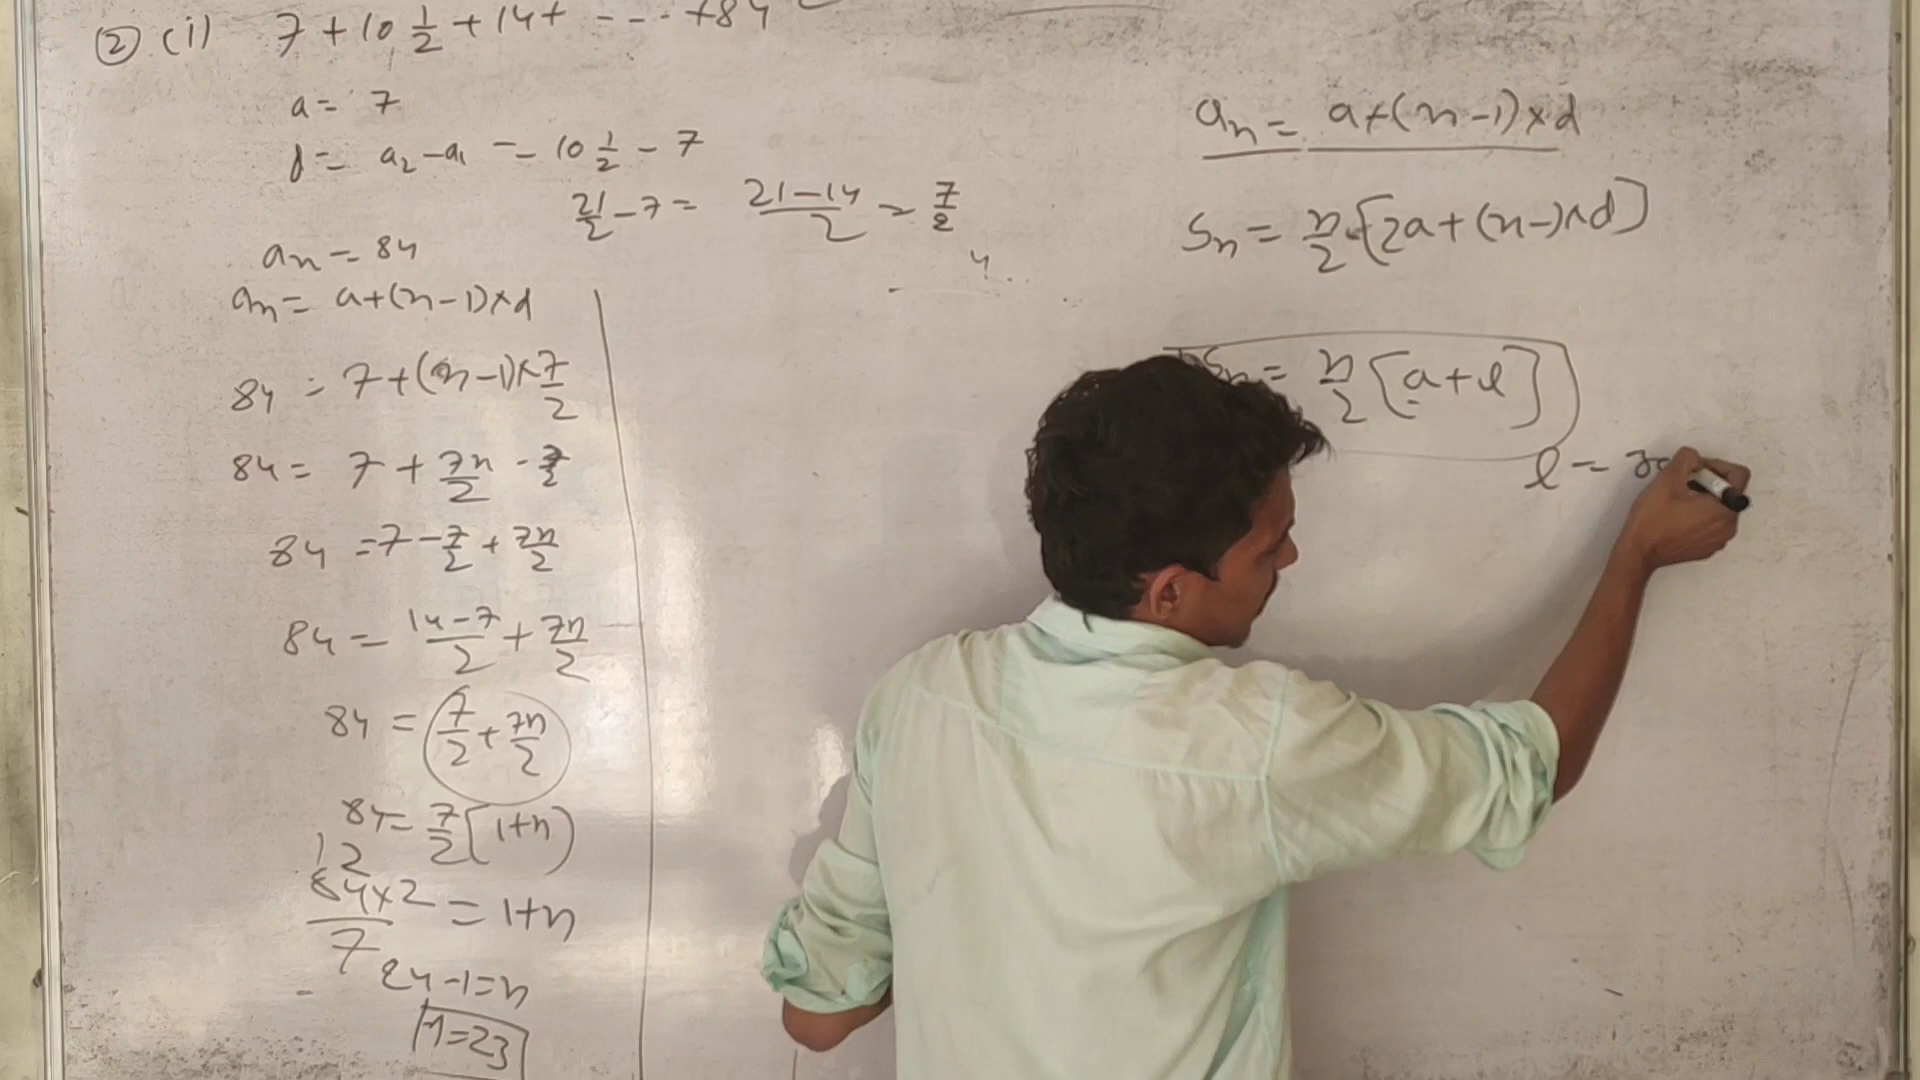 ② (i) 7 + 10 1/2 + 14 + - - - - + 84
a = 7
d = a₂ - a₁ = 10 1/2 - 7
21/2 - 7 = (21-14)/2 = 7/2
an = 84
an = a+(n-1)×d
84 = 7+(n-1)×7/2
84 = 7 + 7n/2 - 7/2
84 = 7 - 7/2 + 7n/2
84 = (14-7)/2 + 7n/2
84 = 7/2 + 7n/2
84 = 7/2 [1+n)
12
(84×2)/7 = 1+n
24-1=n
n=23
an = a+(n-1)×d
Sn = n/2 [2a+(n-)×d]
Sn = n/2 [a+l]
l =